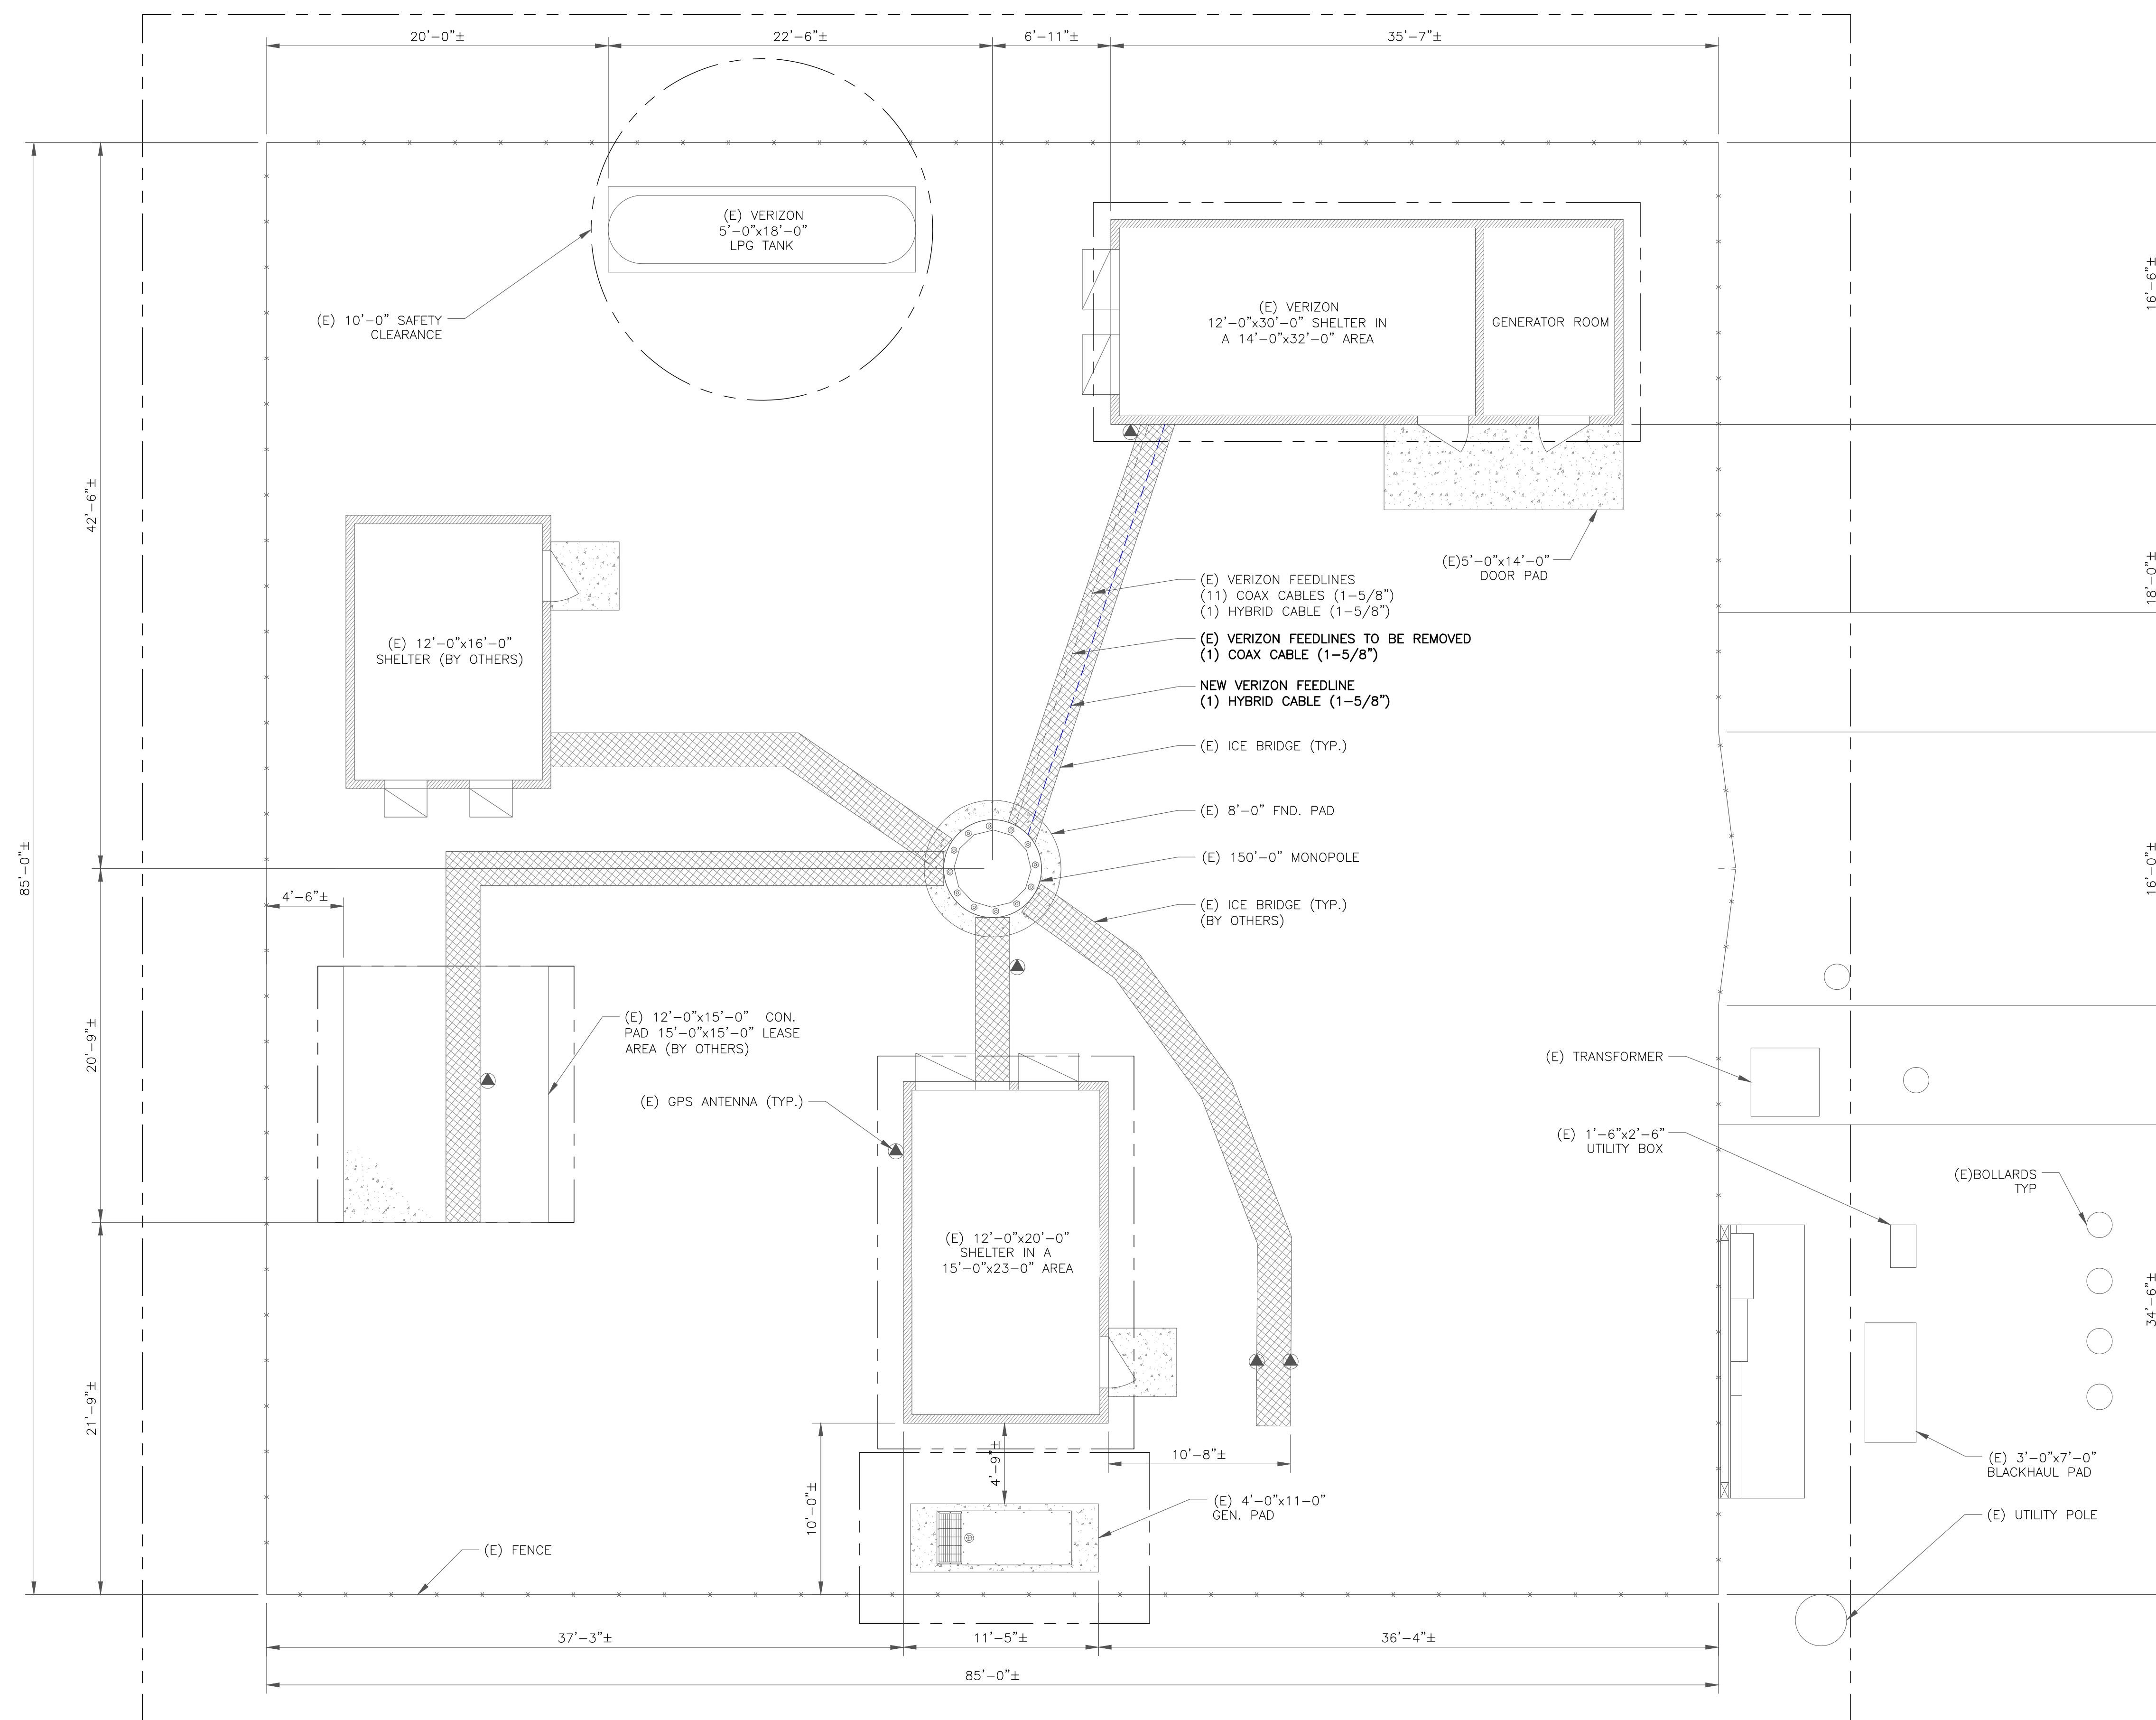 20'-0"±
22'-6"±
6'-11"±
35'-7"±
(E) VERIZON
5'-0"x18'-0"
LPG TANK
(E) 10'-0" SAFETY
CLEARANCE
(E) VERIZON
12'-0"x30'-0" SHELTER IN
A 14'-0"x32'-0" AREA
GENERATOR ROOM
16'-6"±
42'-6"±
(E)5'-0"x14'-0"
DOOR PAD
18'-0"±
(E) VERIZON FEEDLINES
(11) COAX CABLES (1-5/8")
(1) HYBRID CABLE (1-5/8")
(E) VERIZON FEEDLINES TO BE REMOVED
(1) COAX CABLE (1-5/8")
NEW VERIZON FEEDLINE
(1) HYBRID CABLE (1-5/8")
(E) 12'-0"x16'-0"
SHELTER (BY OTHERS)
(E) ICE BRIDGE (TYP.)
(E) 8'-0" FND. PAD
(E) 150'-0" MONOPOLE
(E) ICE BRIDGE (TYP.)
(BY OTHERS)
85'-0"±
16'-0"±
4'-6"±
20'-9"±
(E) 12'-0"x15'-0" CON.
PAD 15'-0"x15'-0" LEASE
AREA (BY OTHERS)
(E) GPS ANTENNA (TYP.)
(E) TRANSFORMER
(E) 1'-6"x2'-6"
UTILITY BOX
(E)BOLLARDS
TYP
(E) 12'-0"x20'-0"
SHELTER IN A
15'-0"x23-0" AREA
34'-6"±
21'-9"±
10'-8"±
4'-9"±
10'-0"±
(E) 4'-0"x11-0"
GEN. PAD
(E) 3'-0"x7'-0"
BLACKHAUL PAD
(E) UTILITY POLE
(E) FENCE
37'-3"±
11'-5"±
36'-4"±
85'-0"±